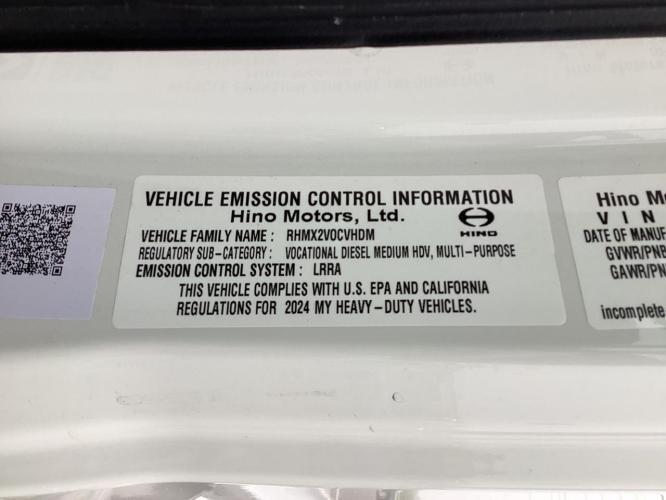 VEHICLE EMISSION CONTROL INFORMATION
Hino Motors, Ltd.
HINO
VEHICLE FAMILY NAME : RHMX2VOCVHDM
REGULATORY SUB-CATEGORY : VOCATIONAL DIESEL MEDIUM HDV, MULTI-PURPOSE
EMISSION CONTROL SYSTEM : LRRA
THIS VEHICLE COMPLIES WITH U.S. EPA AND CALIFORNIA
REGULATIONS FOR 2024 MY HEAVY-DUTY VEHICLES.
Hino
VIN
DATE OF MANUF
GVWR/PNB
GAWR/PN
incomplete